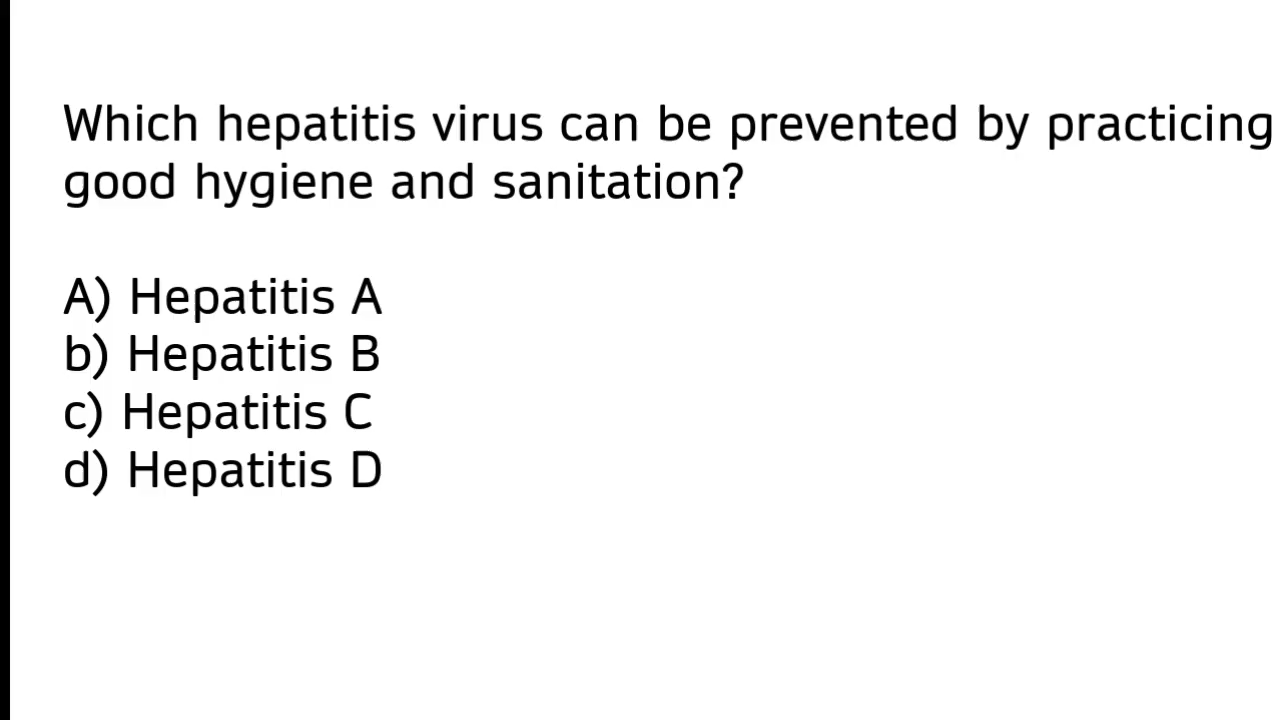 Which hepatitis virus can be prevented by practicing
good hygiene and sanitation?
A) Hepatitis A
b) Hepatitis B
c) Hepatitis C
d) Hepatitis D